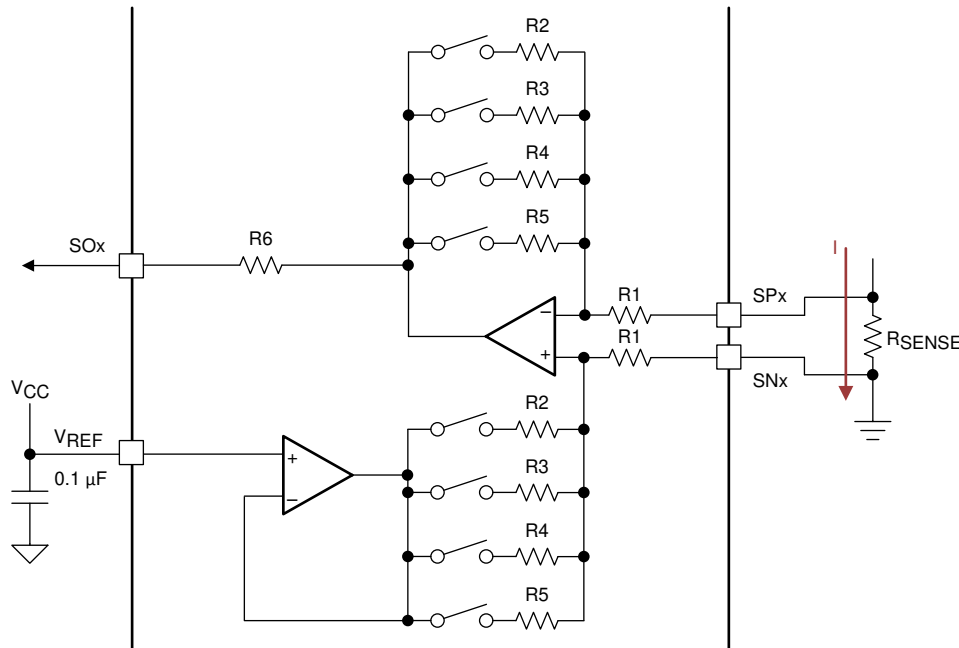 R2
R3
R4
R5
SOx
R6
I
R1
SPx
−
R1
RSENSE
+
SNx
VCC
VREF
R2
+
0.1 µF
R3
−
R4
R5